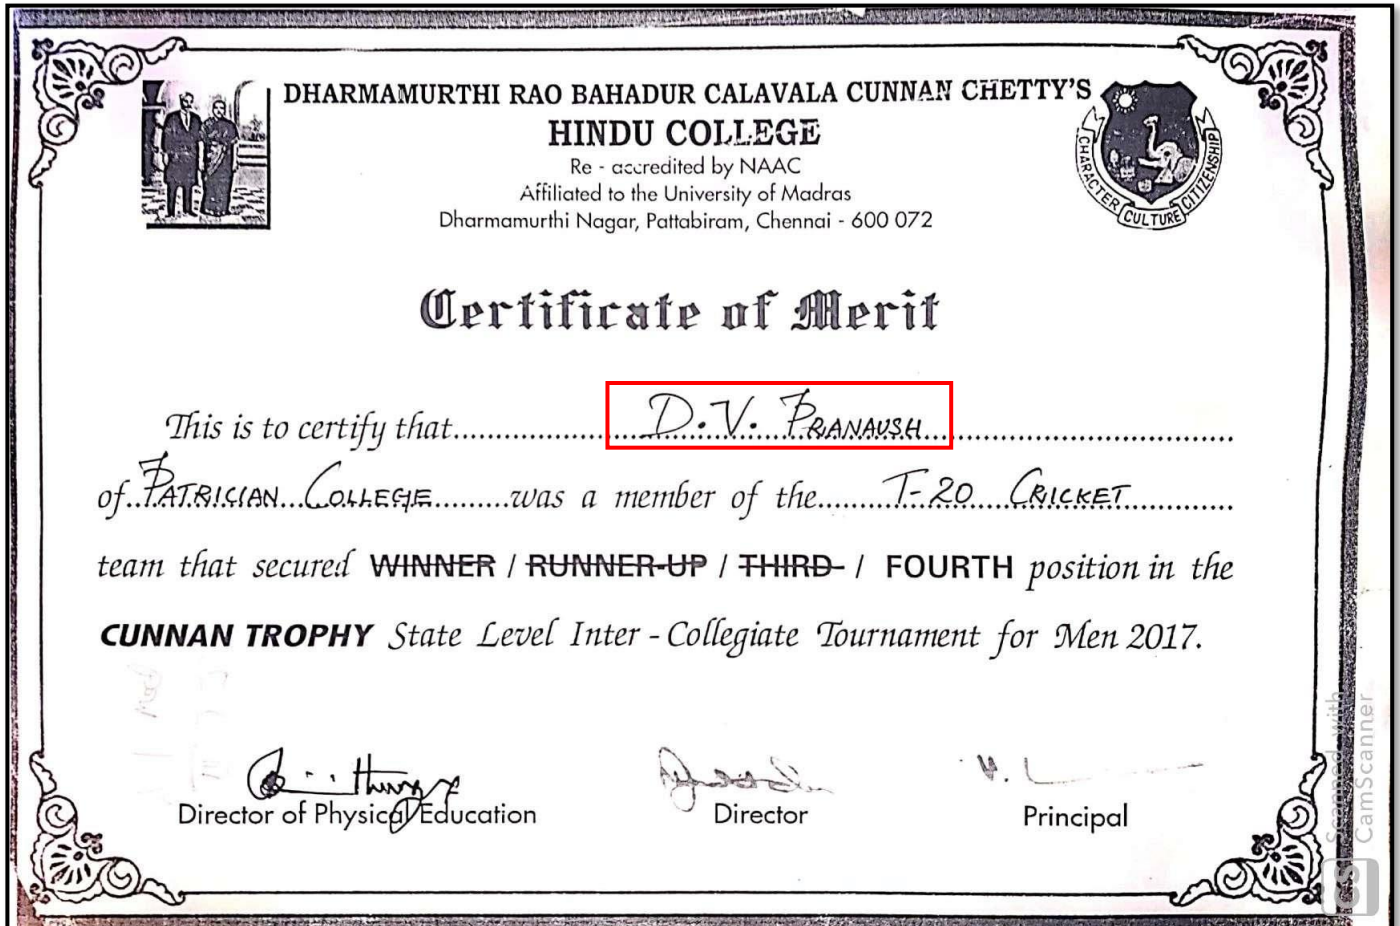 DHARMAMURTHI RAO BAHADUR CALAVALA CUNNAN CHETTY'S
HINDU COLLEGE
Re - accredited by NAAC
Affiliated to the University of Madras
Dharmamurthi Nagar, Pattabiram, Chennai - 600 072
CHARACTER CULTURE CITIZENSHIP
Certificate of Merit
This is to certify that D.V. PRANAUSH
of PATRICIAN COLLEGE was a member of the T-20 CRICKET
team that secured WINNER / RUNNER-UP / THIRD / FOURTH position in the
CUNNAN TROPHY State Level Inter - Collegiate Tournament for Men 2017.
Director of Physical Education
Director
Principal
Scanned with
CamScanner
CS